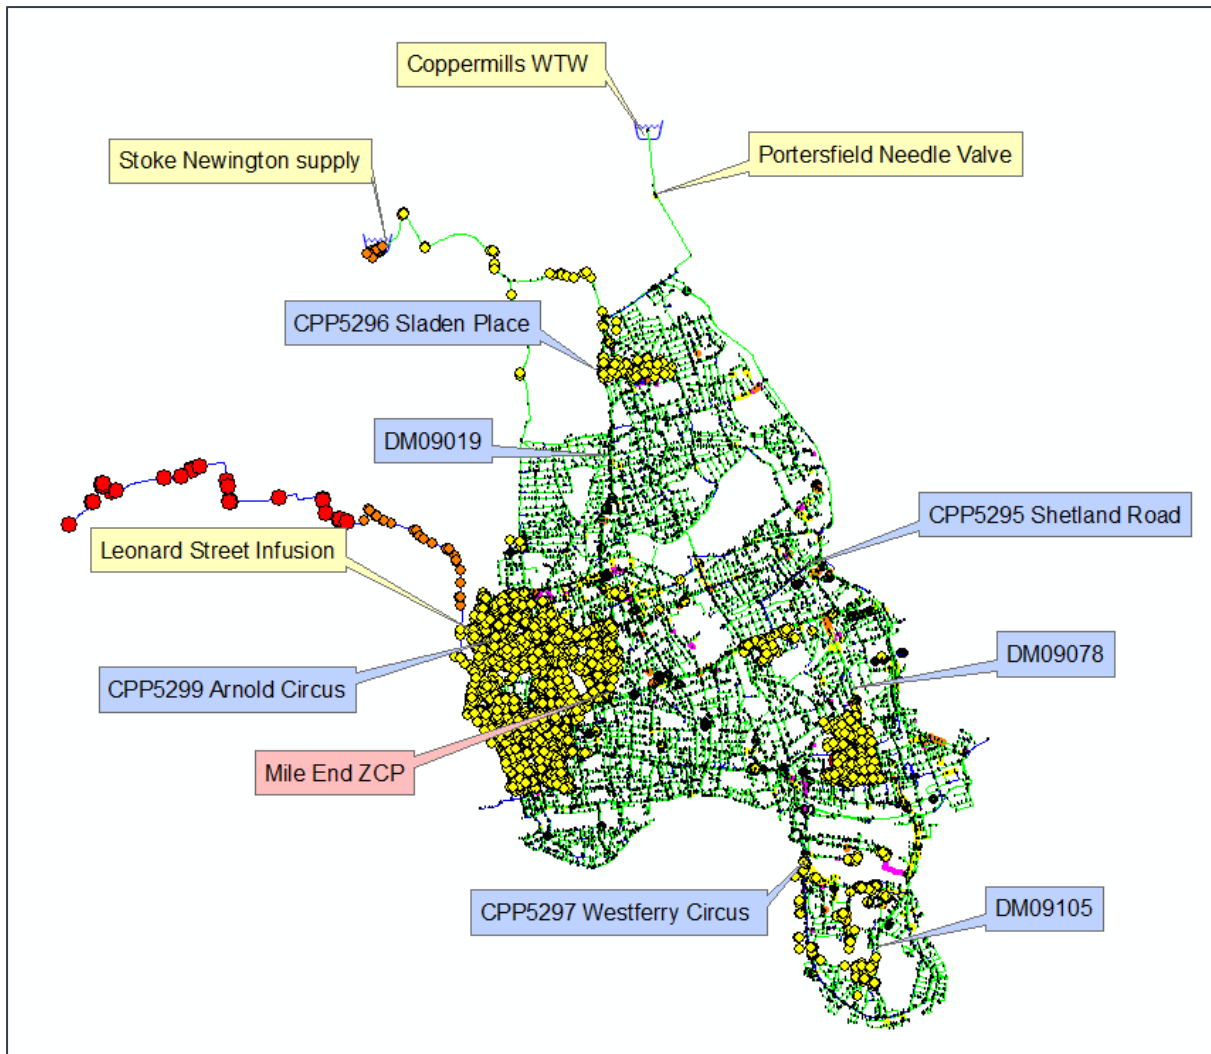 Coppermills WTW
Stoke Newington supply
Portersfield Needle Valve
CPP5296 Sladen Place
DM09019
CPP5295 Shetland Road
Leonard Street Infusion
DM09078
CPP5299 Arnold Circus
Mile End ZCP
CPP5297 Westferry Circus
DM09105